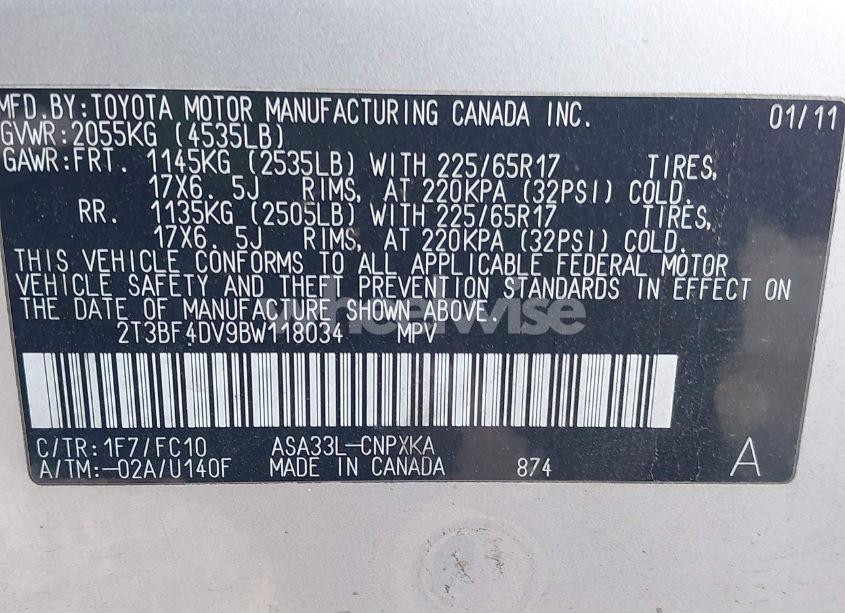 MFD.BY:TOYOTA MOTOR MANUFACTURING CANADA INC. 01/11
GVWR:2055KG (4535LB)
GAWR:FRT. 1145KG (2535LB) WITH 225/65R17 TIRES,
17X6. 5J RIMS, AT 220KPA (32PSI) COLD.
RR. 1135KG (2505LB) WITH 225/65R17 TIRES,
17X6. 5J RIMS, AT 220KPA (32PSI) COLD.
THIS VEHICLE CONFORMS TO ALL APPLICABLE FEDERAL MOTOR
VEHICLE SAFETY AND THEFT PREVENTION STANDARDS IN EFFECT ON
THE DATE OF MANUFACTURE SHOWN ABOVE.
wheelwise
2T3BF4DV9BW118034 MPV
C/TR:1F7/FC10 ASA33L-CNPXKA
A/TM:-02A/U140F MADE IN CANADA 874 A